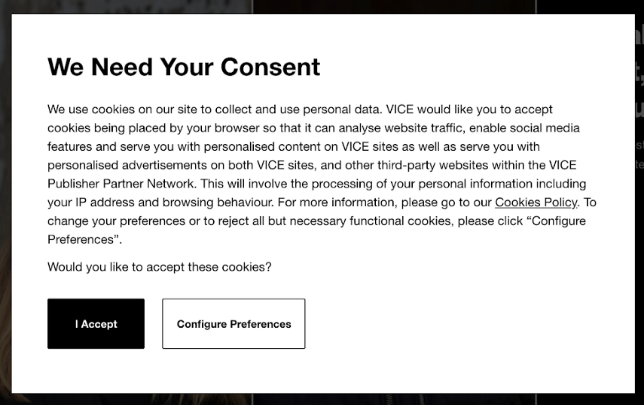 We Need Your Consent
We use cookies on our site to collect and use personal data. VICE would like you to accept
cookies being placed by your browser so that it can analyse website traffic, enable social media
features and serve you with personalised content on VICE sites as well as serve you with
personalised advertisements on both VICE sites, and other third-party websites within the VICE
Publisher Partner Network. This will involve the processing of your personal information including
your IP address and browsing behaviour. For more information, please go to our Cookies Policy. To
change your preferences or to reject all but necessary functional cookies, please click “Configure
Preferences”.
Would you like to accept these cookies?
I Accept
Configure Preferences